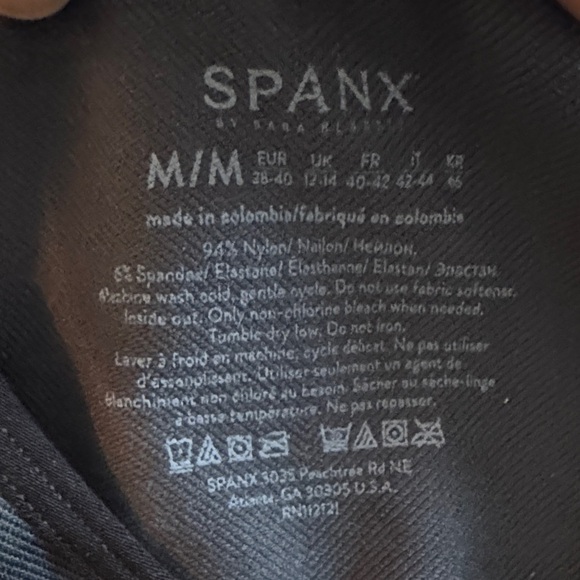 SPANX
BY SARA BLAKELY
M/M EUR 38-40 UK 12-14 FR 40-42 IT 42-44 KR 66
made in colombia/fabriqué en colombie
94% Nylon/ Nailon/ Нейлон,
6% Spandex/ Elastano/ Elasthanne/ Elastan/ Эластан
Machine wash cold, gentle cycle. Do not use fabric softener.
Inside out. Only non-chlorine bleach when needed.
Tumble dry low. Do not iron.
Laver à froid en machine, cycle délicat. Ne pas utiliser
d'assouplissant. Utiliser seulement un agent de
blanchiment non chloré au besoin. Sécher au sèche-linge
à basse température. Ne pas repasser.
SPANX 3035 Peachtree Rd NE
Atlanta, GA 30305 U.S.A.
RN112121